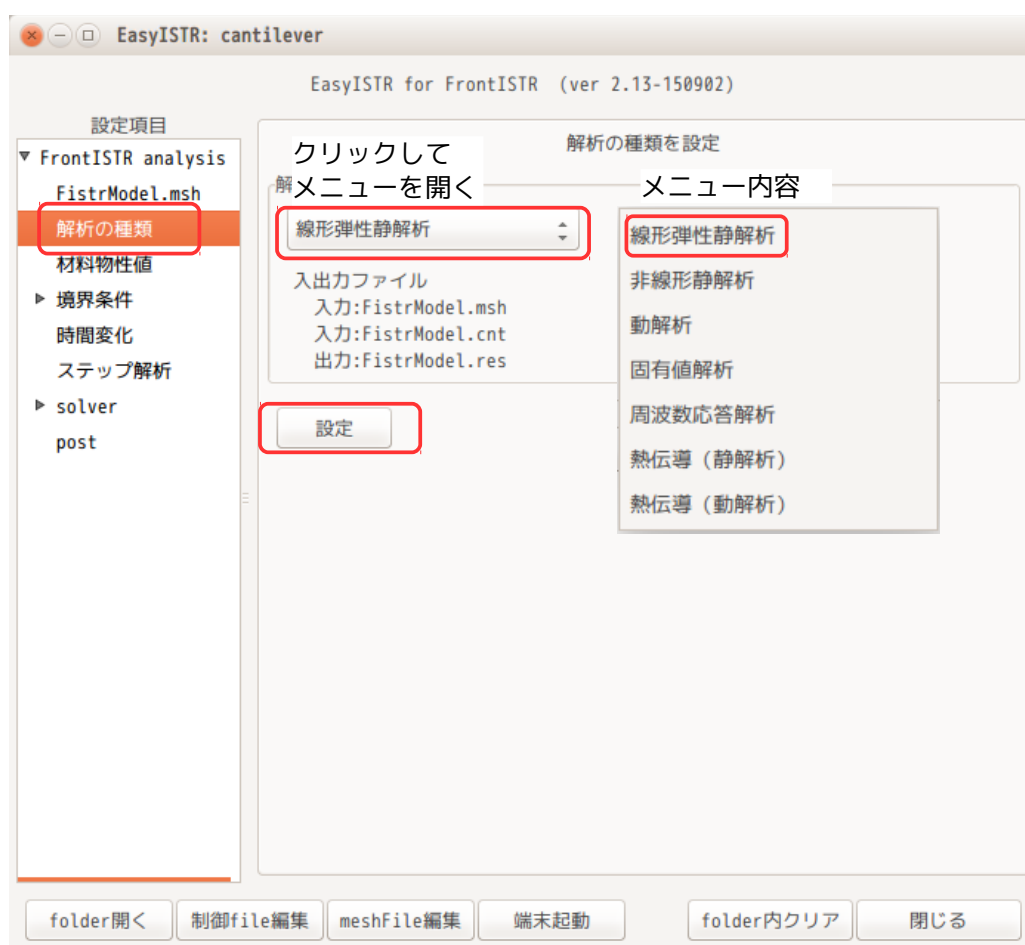 EasyISTR: cantilever
EasyISTR for FrontISTR (ver 2.13-150902)
設定項目
FrontISTR analysis
FistrModel.msh
解析の種類
材料物性値
境界条件
時間変化
ステップ解析
solver
post
解析の種類を設定
クリックして
解
メニューを開く
線形弾性静解析
入出力ファイル
入力:FistrModel.msh
入力:FistrModel.cnt
出力:FistrModel.res
設定
メニュー内容
線形弾性静解析
非線形静解析
動解析
固有値解析
周波数応答解析
熱伝導（静解析）
熱伝導（動解析）
folder開く
制御file編集
meshFile編集
端末起動
folder内クリア
閉じる